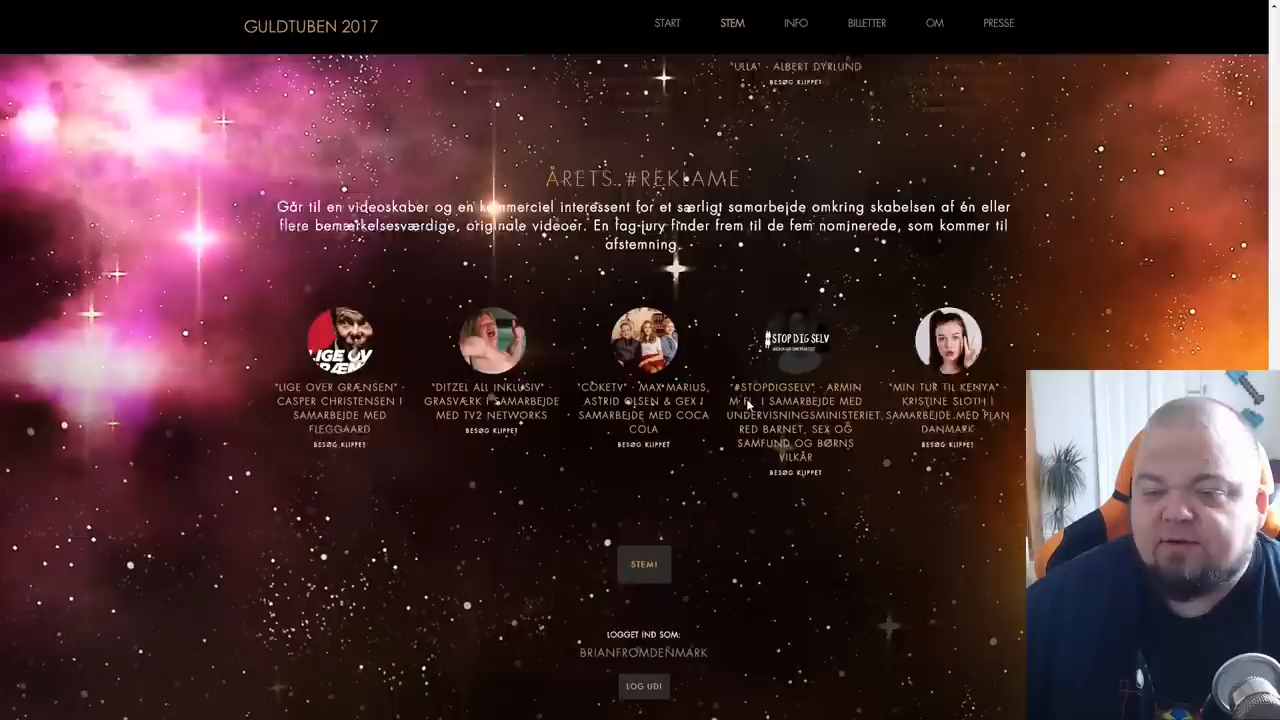 GULDTUBEN 2017
START STEM INFO BILLETTER OM PRESSE
"ULLA" - ALBERT DYRLUND
BESØG KLIPPET
ÅRETS #REKLAME
Går til en videoskaber og en kommerciel interessent for et særligt samarbejde omkring skabelsen af én eller
flere bemærkelsesværdige, originale videoer. En fag-jury finder frem til de fem nominerede, som kommer til
afstemning.
LIGE OV
#STOP DIG SELV
"LIGE OVER GRÆNSEN" -
CASPER CHRISTENSEN I
SAMARBEJDE MED
FLEGGAARD
BESØG KLIPPET
"DITZEL ALL INKLUSIV" -
GRASVÆRK I SAMARBEJDE
MED TV2 NETWORKS
BESØG KLIPPET
"COKETV" - MAX MARIUS,
ASTRID OLSEN & GEX I
SAMARBEJDE MED COCA
COLA
BESØG KLIPPET
"#STOPDIGSELV" - ARMIN
I SAMARBEJDE MED
UNDERVISNINGSMINISTERIET,
RED BARNET, SEX OG
SAMFUND OG BØRNS
VILKÅR
BESØG KLIPPET
"MIN TUR TIL KENYA" -
KRISTINE SLOTH I
SAMARBEJDE MED PLAN
DANMARK
BESØG KLIPPET
STEM!
LOGGET IND SOM:
BRIANFROMDENMARK
LOG UD!